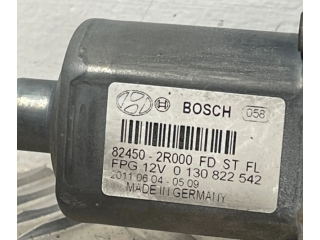 BOSCH 058
82450 - 2R000 FD ST FL
FPG 12V 0 130 822 542
2011 06 04 - 05 09
MADE IN GERMANY